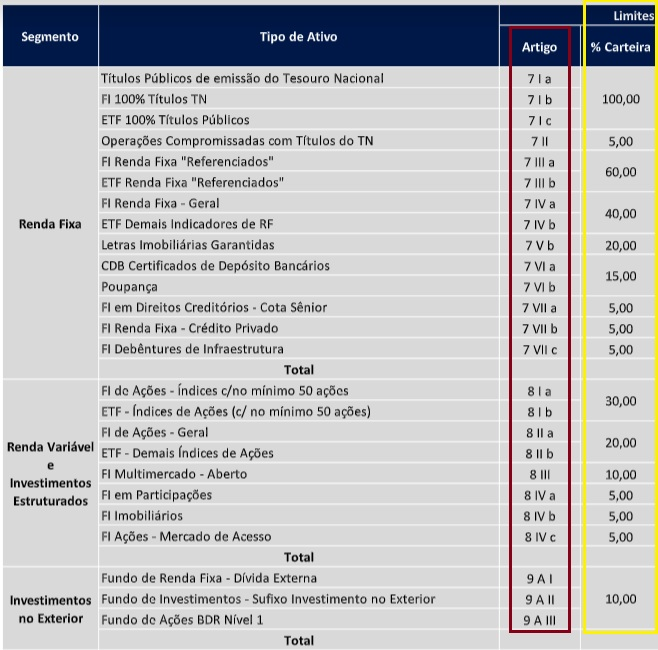 Segmento Tipo de Ativo Artigo Limites
% Carteira
Renda Fixa
Títulos Públicos de emissão do Tesouro Nacional 7 I a 100,00
FI 100% Títulos TN 7 I b
ETF 100% Títulos Públicos 7 I c
Operações Compromissadas com Títulos do TN 7 II 5,00
FI Renda Fixa "Referenciados" 7 III a 60,00
ETF Renda Fixa "Referenciados" 7 III b
FI Renda Fixa - Geral 7 IV a 40,00
ETF Demais Indicadores de RF 7 IV b
Letras Imobiliárias Garantidas 7 V b 20,00
CDB Certificados de Depósito Bancários 7 VI a 15,00
Poupança 7 VI b
FI em Direitos Creditórios - Cota Sênior 7 VII a 5,00
FI Renda Fixa - Crédito Privado 7 VII b 5,00
FI Debêntures de Infraestrutura 7 VII c 5,00
Total
Renda Variável
e
Investimentos
Estruturados
FI de Ações - Índices c/no mínimo 50 ações 8 I a 30,00
ETF - Índices de Ações (c/ no mínimo 50 ações) 8 I b
FI de Ações - Geral 8 II a 20,00
ETF - Demais Índices de Ações 8 II b
FI Multimercado - Aberto 8 III 10,00
FI em Participações 8 IV a 5,00
FI Imobiliários 8 IV b 5,00
FI Ações - Mercado de Acesso 8 IV c 5,00
Total
Investimentos
no Exterior
Fundo de Renda Fixa - Dívida Externa 9 A I 10,00
Fundo de Investimentos - Sufixo Investimento no Exterior 9 A II
Fundo de Ações BDR Nível 1 9 A III
Total